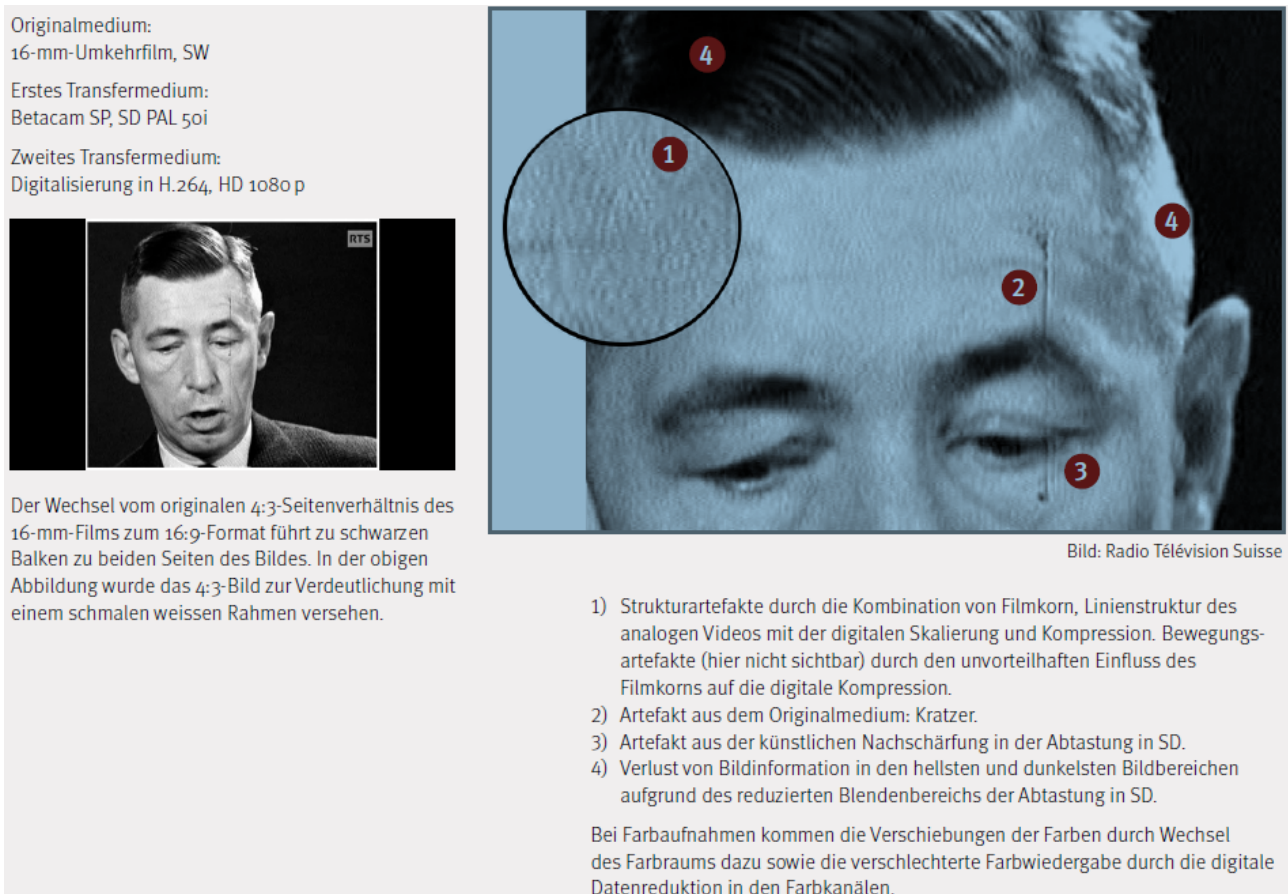 Originalmedium:
16-mm-Umkehrfilm, SW
Erstes Transfermedium:
Betacam SP, SD PAL 50i
Zweites Transfermedium:
Digitalisierung in H.264, HD 1080 p
RTS
Der Wechsel vom originalen 4:3-Seitenverhältnis des
16-mm-Films zum 16:9-Format führt zu schwarzen
Balken zu beiden Seiten des Bildes. In der obigen
Abbildung wurde das 4:3-Bild zur Verdeutlichung mit
einem schmalen weissen Rahmen versehen.
4
1
4
2
3
Bild: Radio Télévision Suisse
1) Strukturartefakte durch die Kombination von Filmkorn, Linienstruktur des
analogen Videos mit der digitalen Skalierung und Kompression. Bewegungs-
artefakte (hier nicht sichtbar) durch den unvorteilhaften Einfluss des
Filmkorns auf die digitale Kompression.
2) Artefakt aus dem Originalmedium: Kratzer.
3) Artefakt aus der künstlichen Nachschärfung in der Abtastung in SD.
4) Verlust von Bildinformation in den hellsten und dunkelsten Bildbereichen
aufgrund des reduzierten Blendenbereichs der Abtastung in SD.
Bei Farbaufnahmen kommen die Verschiebungen der Farben durch Wechsel
des Farbraums dazu sowie die verschlechterte Farbwiedergabe durch die digitale
Datenreduktion in den Farbkanälen.